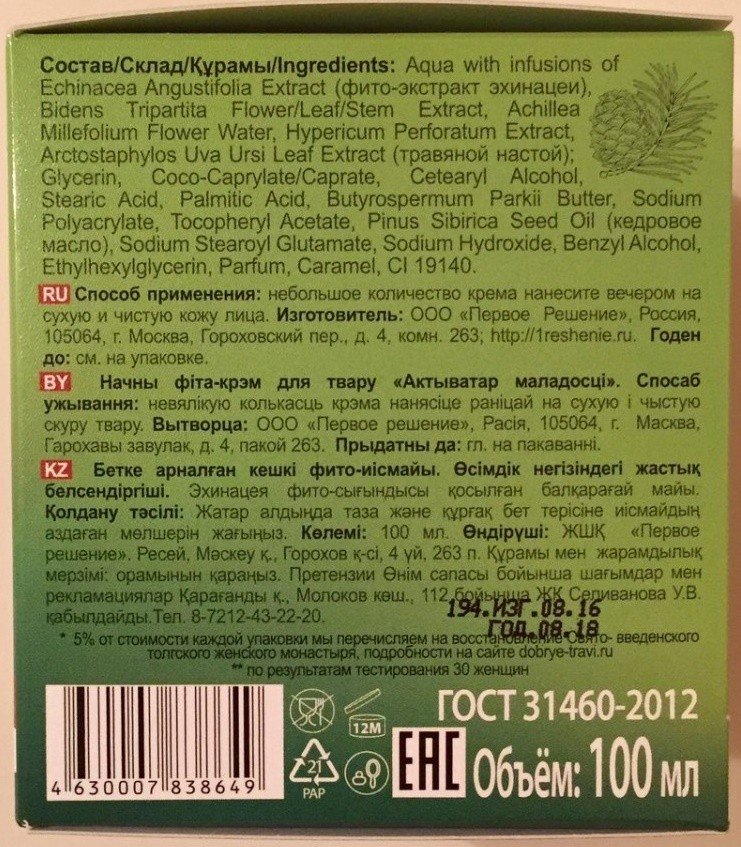 Состав/Склад/Құрамы/Ingredients: Aqua with infusions of
Echinacea Angustifolia Extract (фито-экстракт эхинацеи),
Bidens Tripartita Flower/Leaf/Stem Extract, Achillea
Millefolium Flower Water, Hypericum Perforatum Extract,
Arctostaphylos Uva Ursi Leaf Extract (травяной настой);
Glycerin, Coco-Caprylate/Caprate, Cetearyl Alcohol,
Stearic Acid, Palmitic Acid, Butyrospermum Parkii Butter, Sodium
Polyacrylate, Tocopheryl Acetate, Pinus Sibirica Seed Oil (кедровое
масло), Sodium Stearoyl Glutamate, Sodium Hydroxide, Benzyl Alcohol,
Ethylhexylglycerin, Parfum, Caramel, CI 19140.
RU Способ применения: небольшое количество крема нанесите вечером на
сухую и чистую кожу лица. Изготовитель: ООО «Первое Решение», Россия,
105064, г. Москва, Гороховский пер., д. 4, комн. 263; http://1reshenie.ru. Годен
до: см. на упаковке.
BY Начны фіта-крэм для твару «Актыватар маладосці». Спосаб
ужывання: невялікую колькасць крэма нанясіце раніцай на сухую і чыстую
скуру твару. Вытворца: ООО «Первое решение», Расія, 105064, г. Масква,
Гарохавы завулак, д. 4, пакой 263. Прыдатны да: гл. на пакаванні.
KZ Бетке арналған кешкі фито-иісмайы. Өсімдік негізіндегі жастық
белсендіргіші. Эхинацея фито-сығындысы қосылған балқарағай майы.
Қолдану тәсілі: Жатар алдында таза және құрғақ бет терісіне иісмайдың
аздаған мөлшерін жағыңыз. Көлемі: 100 мл. Өндіруші: ЖШҚ «Первое
решение». Ресей, Мәскеу қ., Горохов қ-сі, 4 үй, 263 п. Құрамы мен жарамдылық
мерзімі: орамынын қараңыз. Претензии Өнім сапасы бойынша шағымдар мен
рекламациялар Қарағанды қ., Молоков көш., 112,бойынша ЖҚ Селиванова У.В.
қабылдайды.Тел. 8-7212-43-22-20.
194.ИЗГ.08.16
ГОД.08-18
* 5% от стоимости каждой упаковки мы перечисляем на восстановление Свято- введенского
толгского женского монастыря, подробности на сайте dobrye-travi.ru
** по результатам тестирования 30 женщин
ГОСТ 31460-2012
12M
21
PAP
EAC
Объём: 100 мл
4 630007 838649